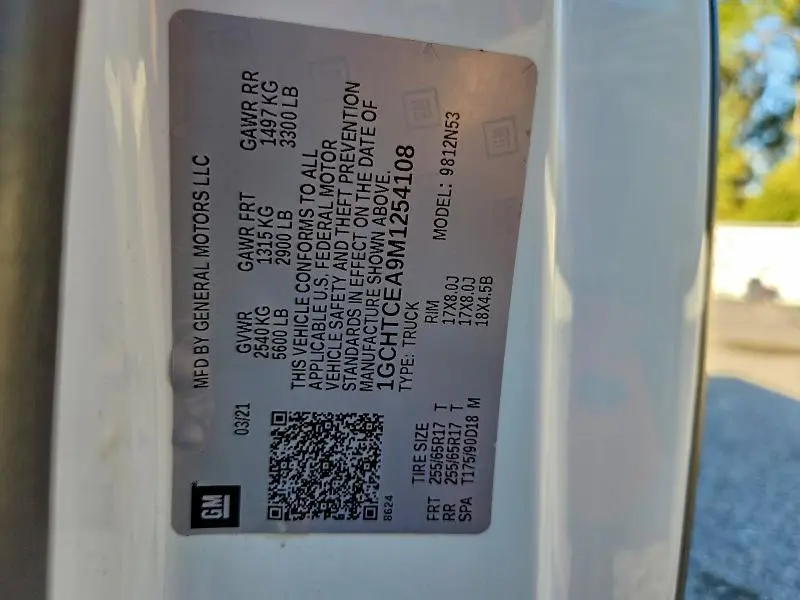 GM
03/21
MFD BY GENERAL MOTORS LLC
GVWR GAWR FRT GAWR RR
2540 KG 1315 KG 1497 KG
5600 LB 2900 LB 3300 LB
THIS VEHICLE CONFORMS TO ALL
APPLICABLE U.S. FEDERAL MOTOR
VEHICLE SAFETY AND THEFT PREVENTION
STANDARDS IN EFFECT ON THE DATE OF
MANUFACTURE SHOWN ABOVE.
1GCHTCEA9M1254108
TYPE: TRUCK
8624
MODEL: 9812N53
TIRE SIZE RIM
FRT 255/65R17 T 17X8.0J
RR 255/65R17 T 17X8.0J
SPA T175/90D18 M 18X4.5B